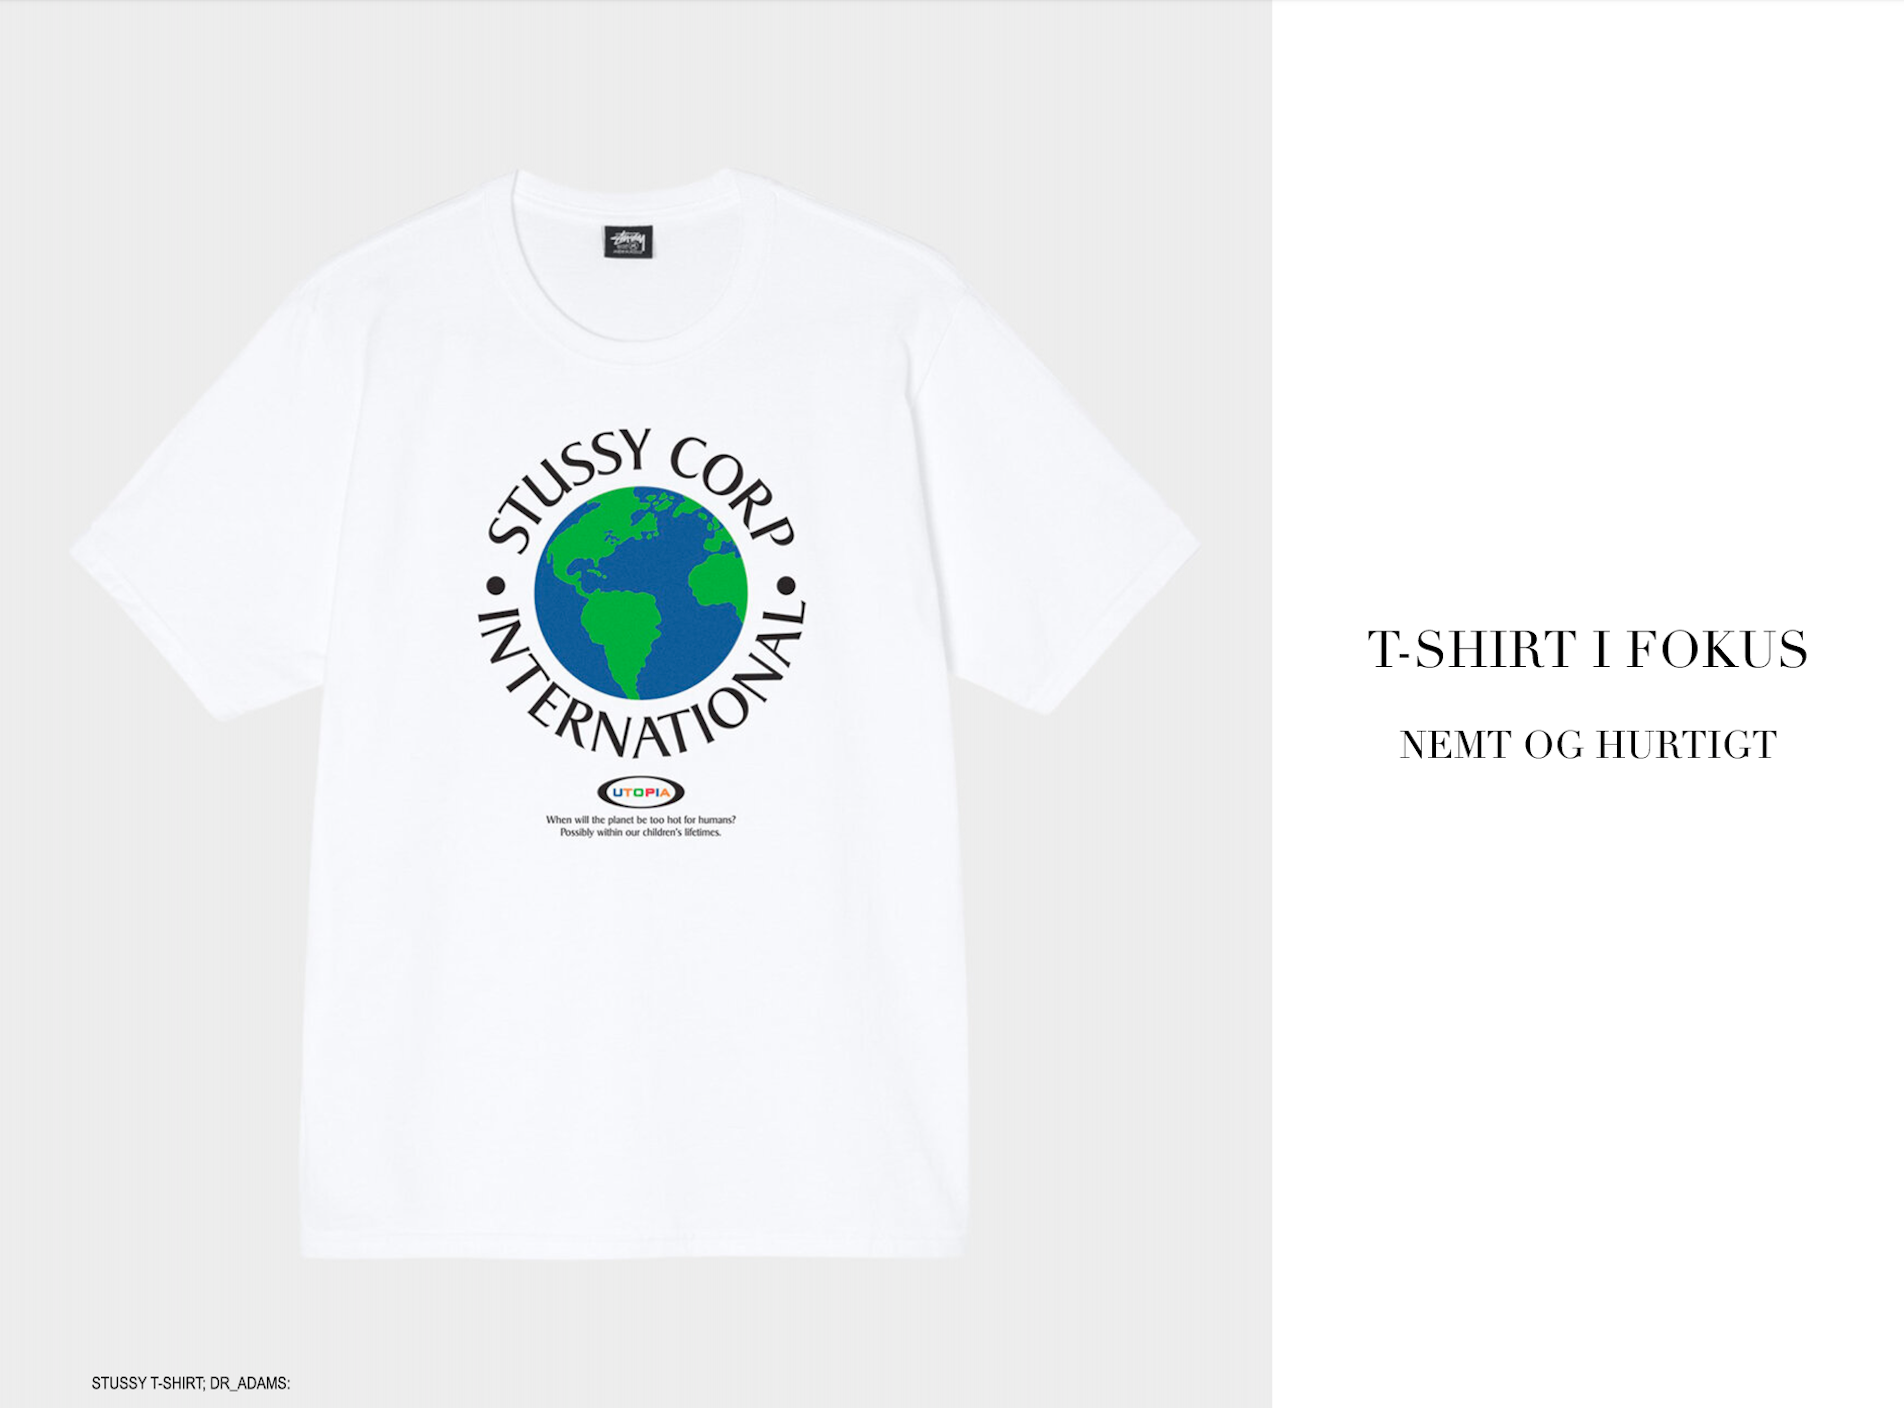 Stüssy
STUSSY CORP
• INTERNATIONAL •
UTOPIA
When will the planet be too hot for humans?
Possibly within our children's lifetimes.
T-SHIRT I FOKUS
NEMT OG HURTIGT
STUSSY T-SHIRT; DR_ADAMS: